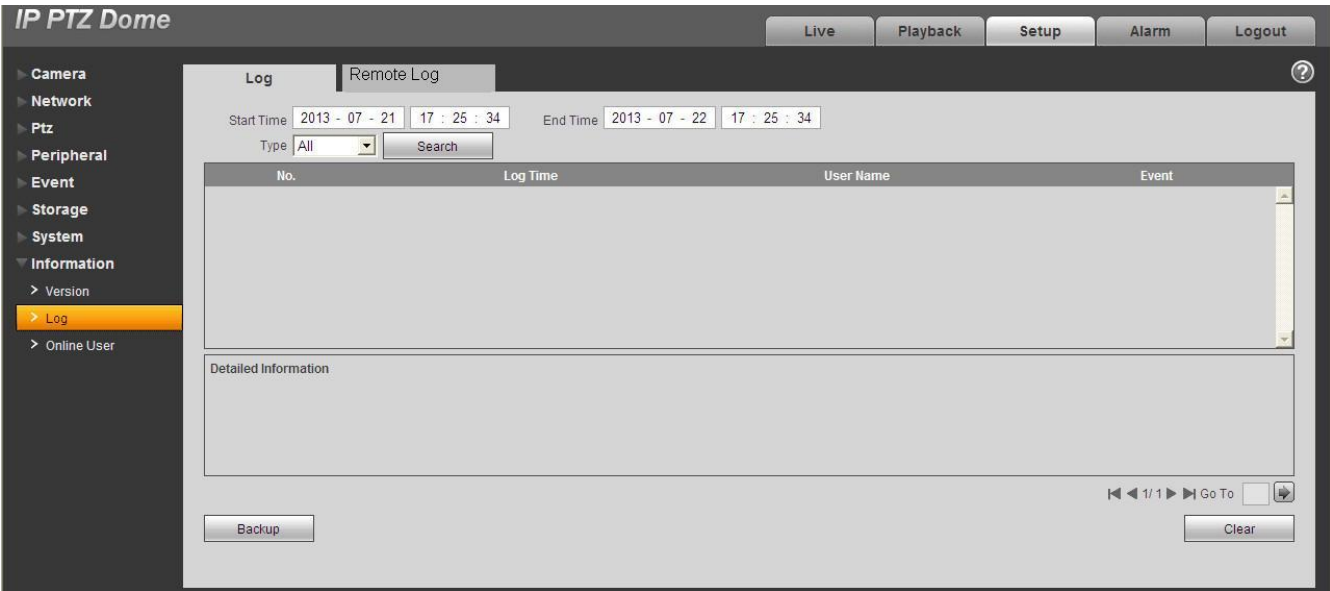 IP PTZ Dome
Live Playback Setup Alarm Logout
Camera
Network
Ptz
Peripheral
Event
Storage
System
Information
> Version
> Log
> Online User
Log Remote Log
?
Start Time 2013 - 07 - 21 17 : 25 : 34 End Time 2013 - 07 - 22 17 : 25 : 34
Type All Search
No. Log Time User Name Event
Detailed Information
1/1 Go To
Backup Clear